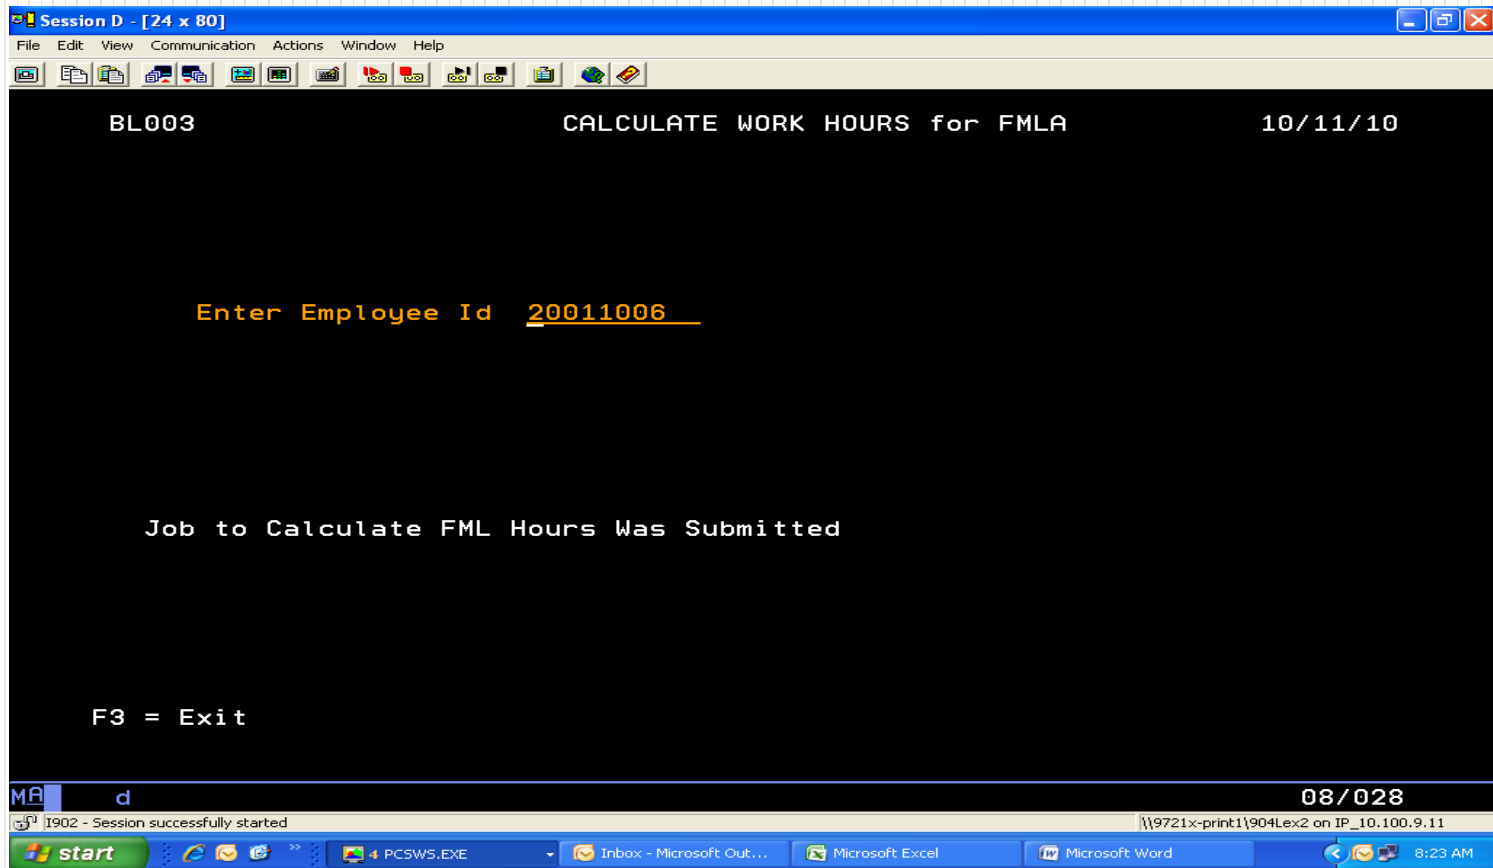 Session D - [24 x 80]
File Edit View Communication Actions Window Help
BL003 CALCULATE WORK HOURS for FMLA 10/11/10
Enter Employee Id 20011006
Job to Calculate FML Hours Was Submitted
F3 = Exit
MA d 08/028
I902 - Session successfully started \\9721x-print1\904Lex2 on IP_10.100.9.11
start 4 PCSWS.EXE Inbox - Microsoft Out... Microsoft Excel Microsoft Word 8:23 AM